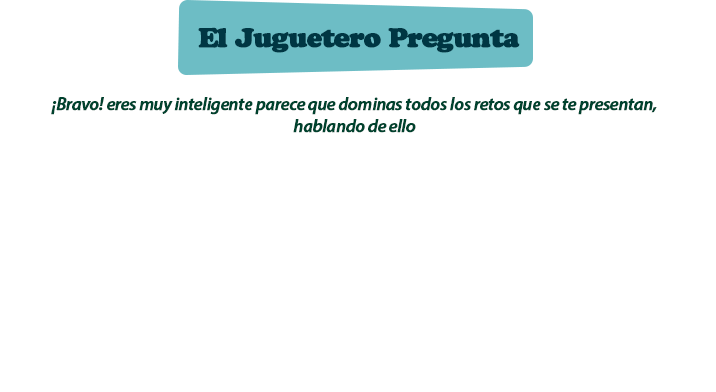 El Juguetero Pregunta
¡Bravo! eres muy inteligente parece que dominas todos los retos que se te presentan,
hablando de ello